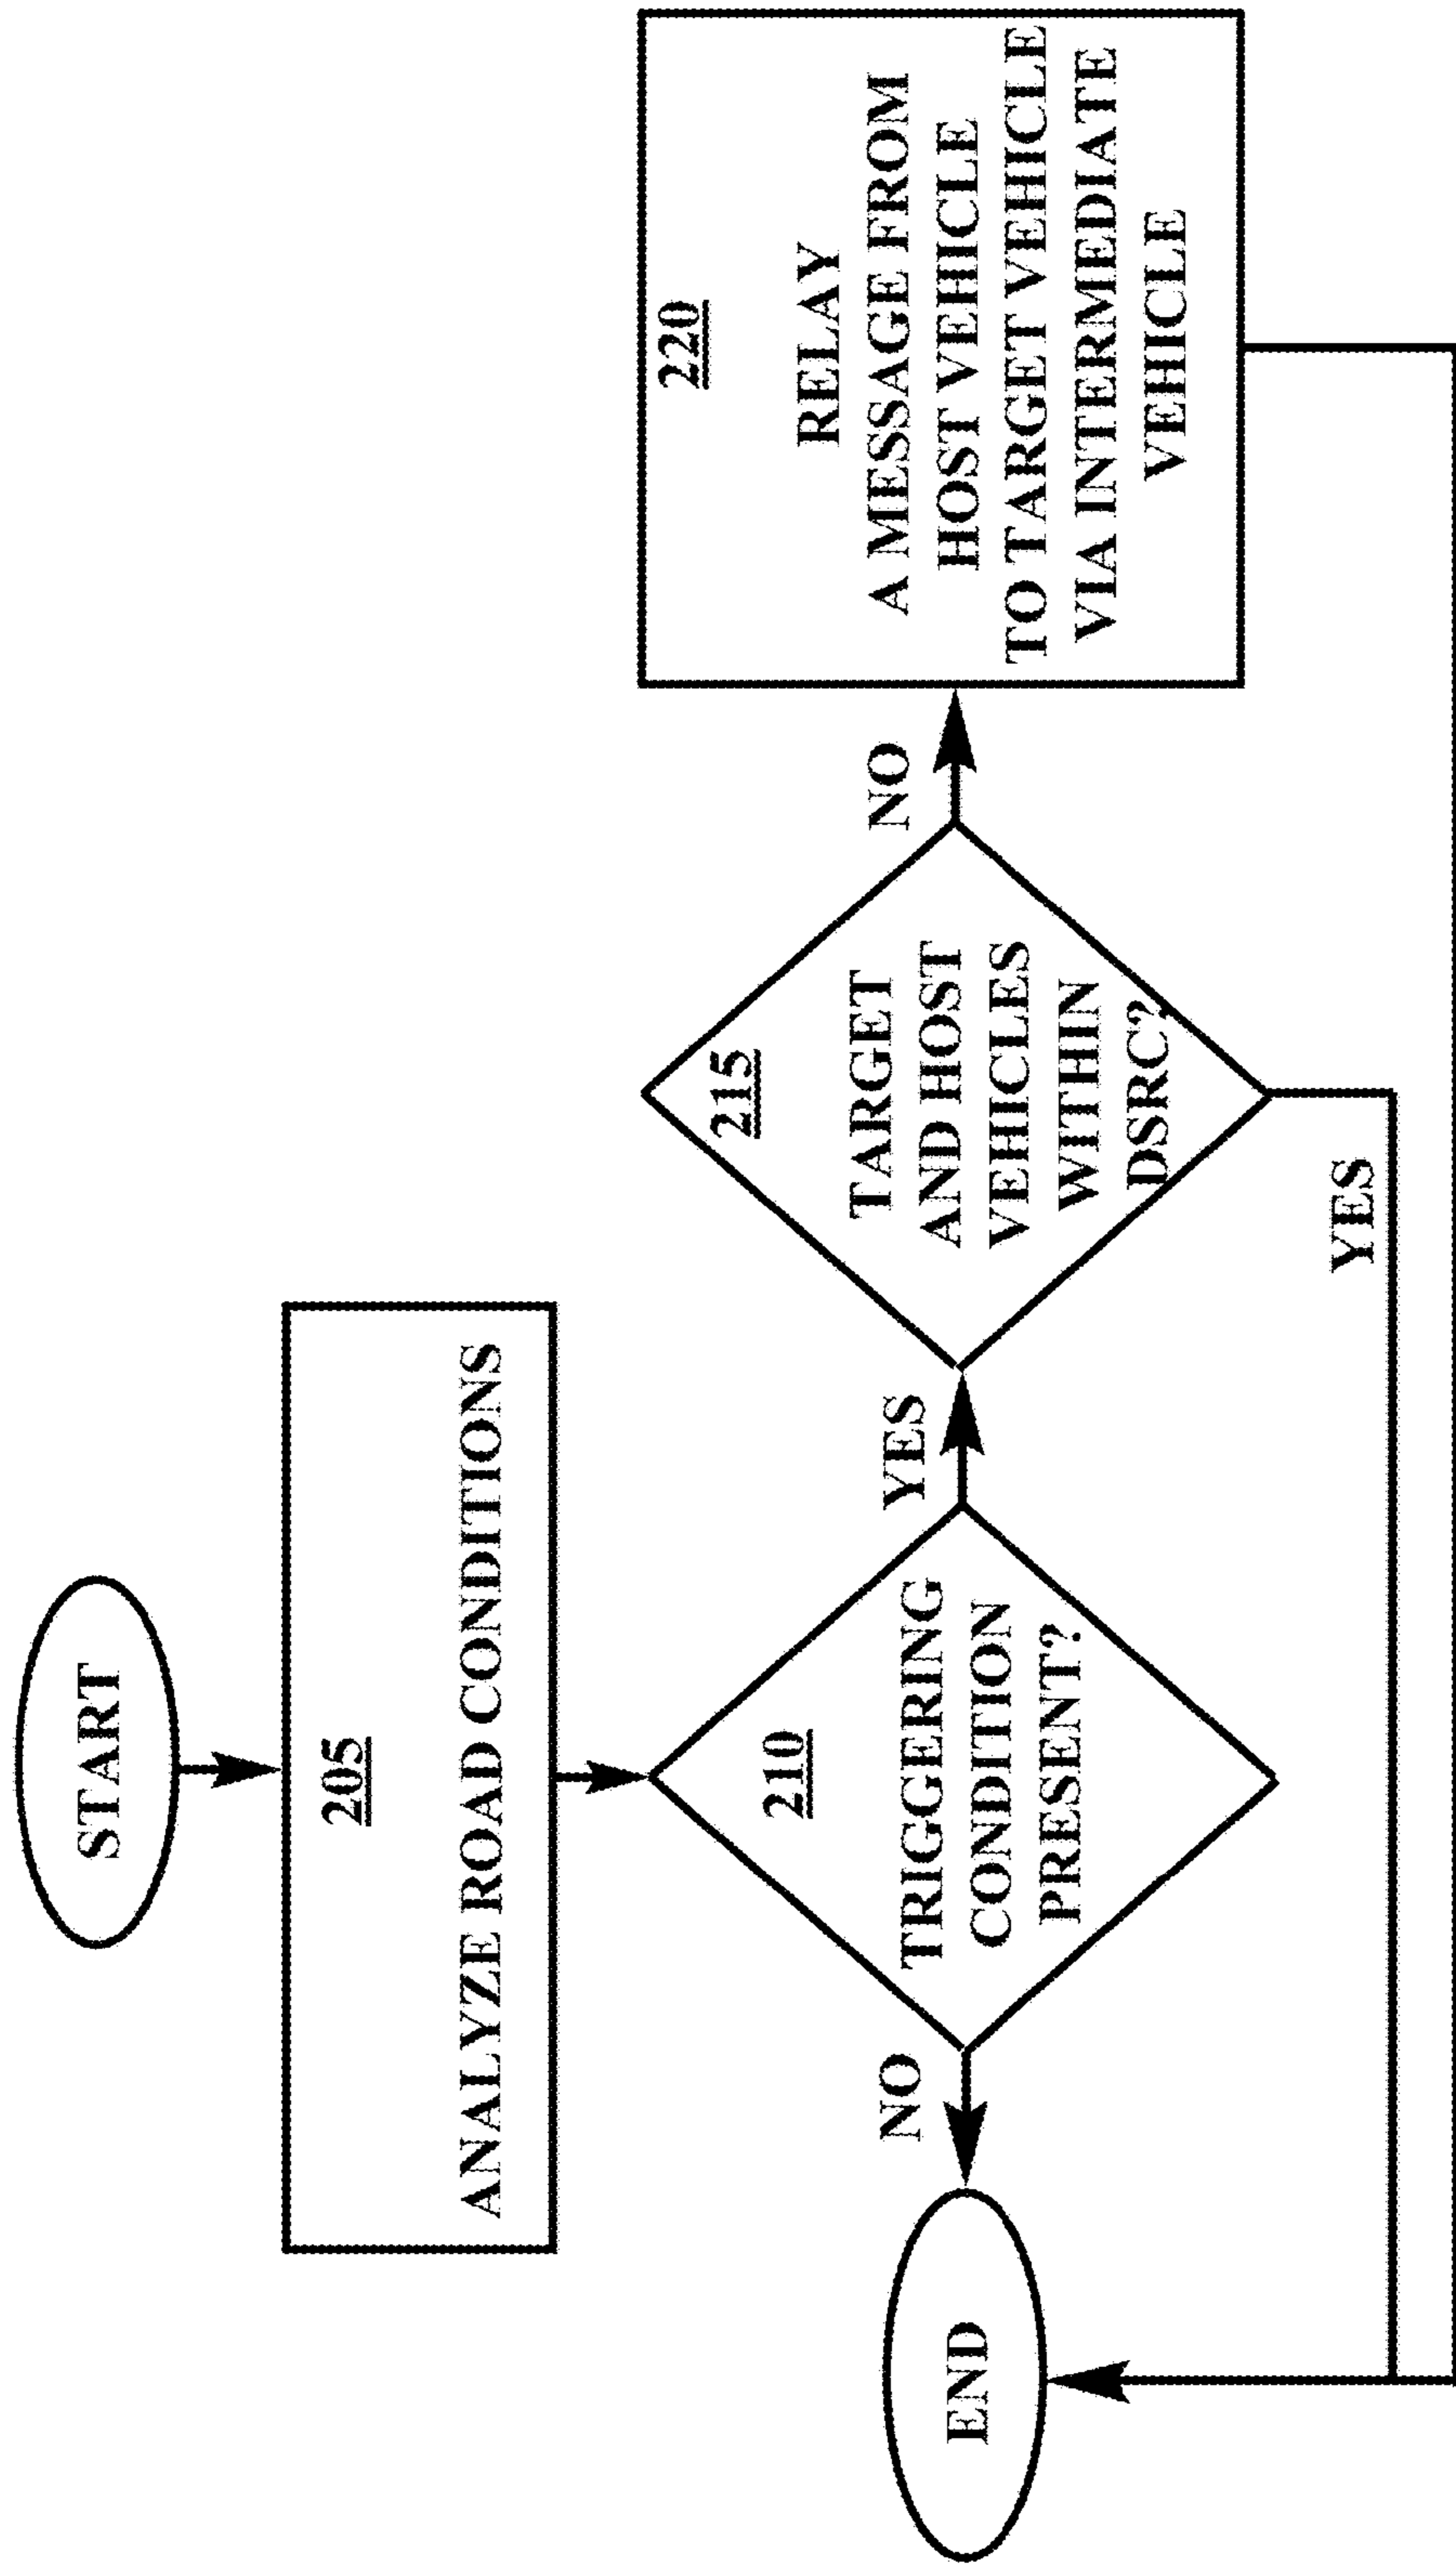 START
205
ANALYZE ROAD CONDITIONS
210
TRIGGERING
CONDITION
PRESENT?
NO
END
YES
215
TARGET
AND HOST
VEHICLES
WITHIN
DSRC?
YES
NO
220
RELAY
A MESSAGE FROM
HOST VEHICLE
TO TARGET VEHICLE
VIA INTERMEDIATE
VEHICLE